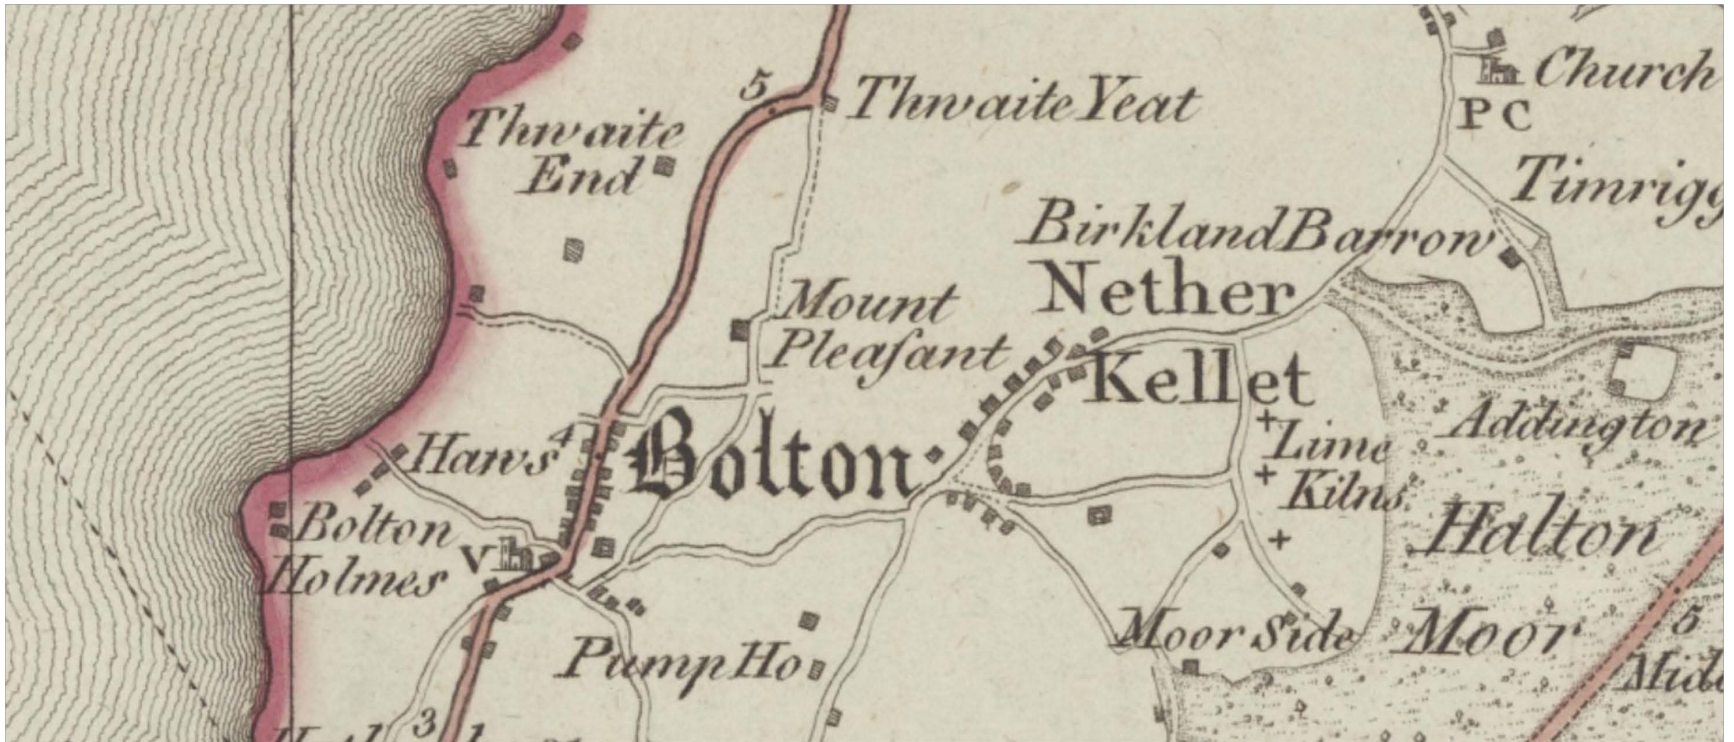 Church
PC
5
Thwaite Yeat
Thwaite
End
Birkland Barrow
Nether
Kellet
Mount
Pleaſant
Addington
Haws
4
Bolton
Lime
Kilns
Bolton
Holmes
V
Halton
Moor
Moor Side
5
Pump Ho
3